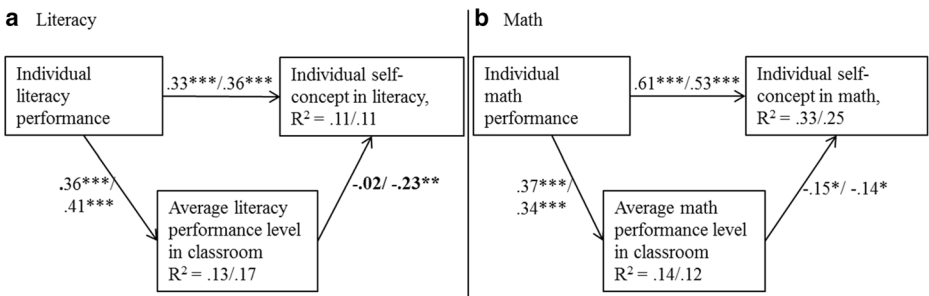 a Literacy
Individual
literacy
performance
.33***/.36***
Individual self-
concept in literacy,
R² = .11/.11
.36***/
.41***
-.02/ -.23**
Average literacy
performance level
in classroom
R² = .13/.17
b Math
Individual
math
performance
.61***/.53***
Individual self-
concept in math,
R² = .33/.25
.37***/
.34***
-.15*/ -.14*
Average math
performance level
in classroom
R² = .14/.12